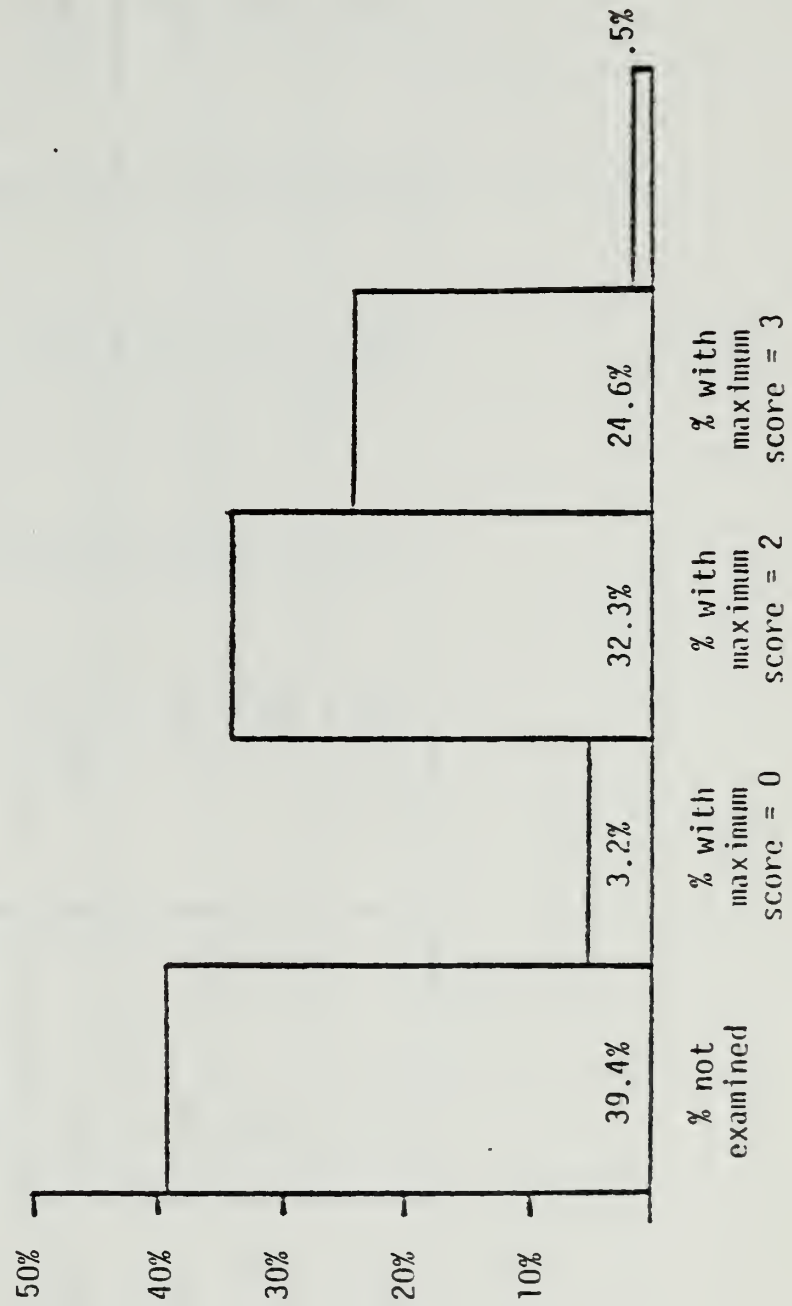 50%
40%
30%
20%
10%
39.4%
3.2%
32.3%
24.6%
.5%
% not
examined
% with
maximum
score = 0
% with
maximum
score = 2
% with
maximum
score = 3